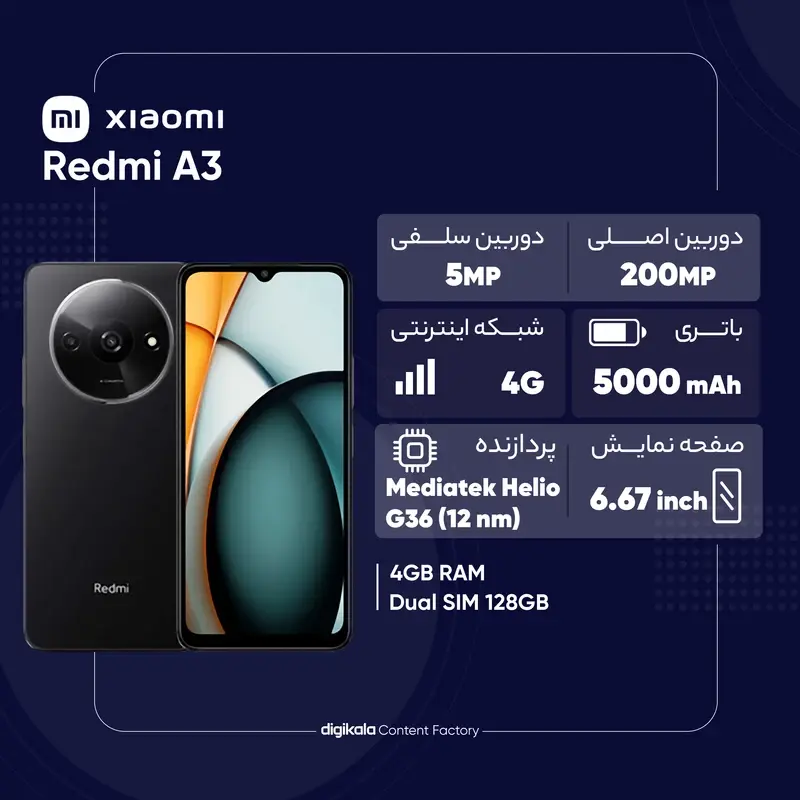 xiaomi
Redmi A3
دوربین اصلی
200MP
دوربین سلفی
5MP
باتری
5000 mAh
شبکه اینترنتی
4G
صفحه نمایش
6.67 inch
پردازنده
Mediatek Helio
G36 (12 nm)
4GB RAM
Dual SIM 128GB
Redmi
digikala Content Factory